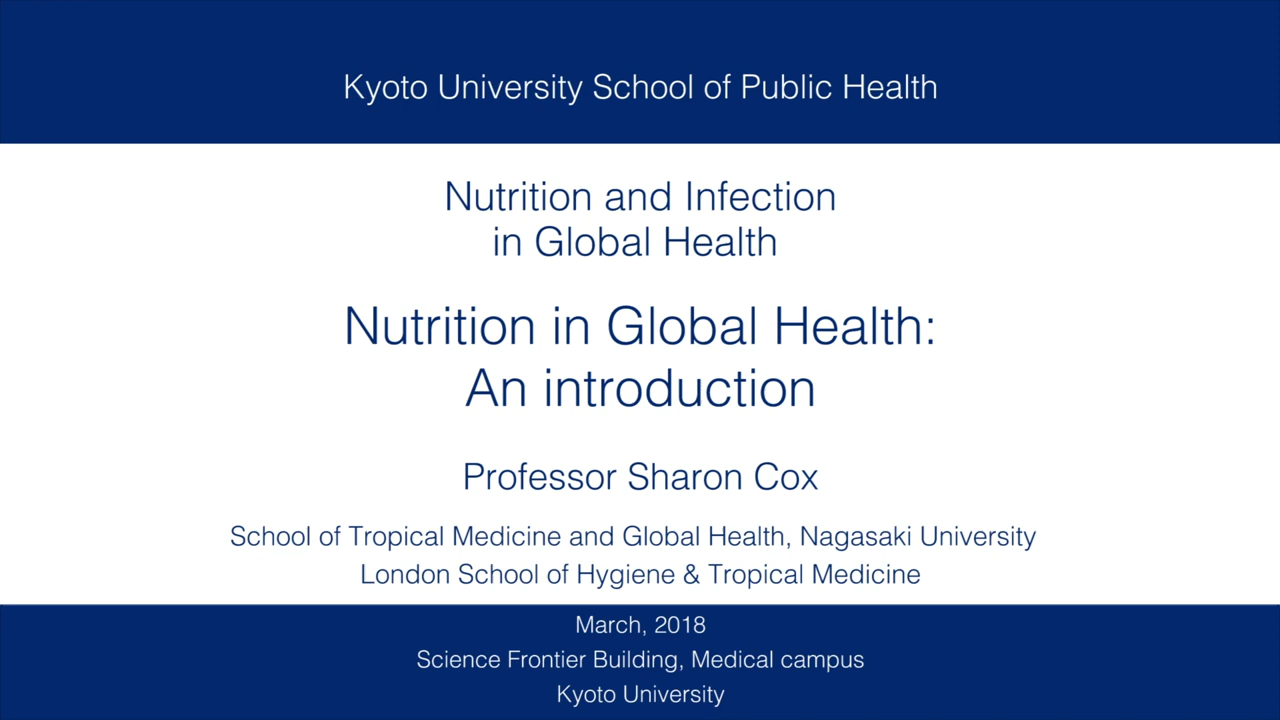 Kyoto University School of Public Health
Nutrition and Infection
in Global Health
Nutrition in Global Health:
An introduction
Professor Sharon Cox
School of Tropical Medicine and Global Health, Nagasaki University
London School of Hygiene & Tropical Medicine
March, 2018
Science Frontier Building, Medical campus
Kyoto University